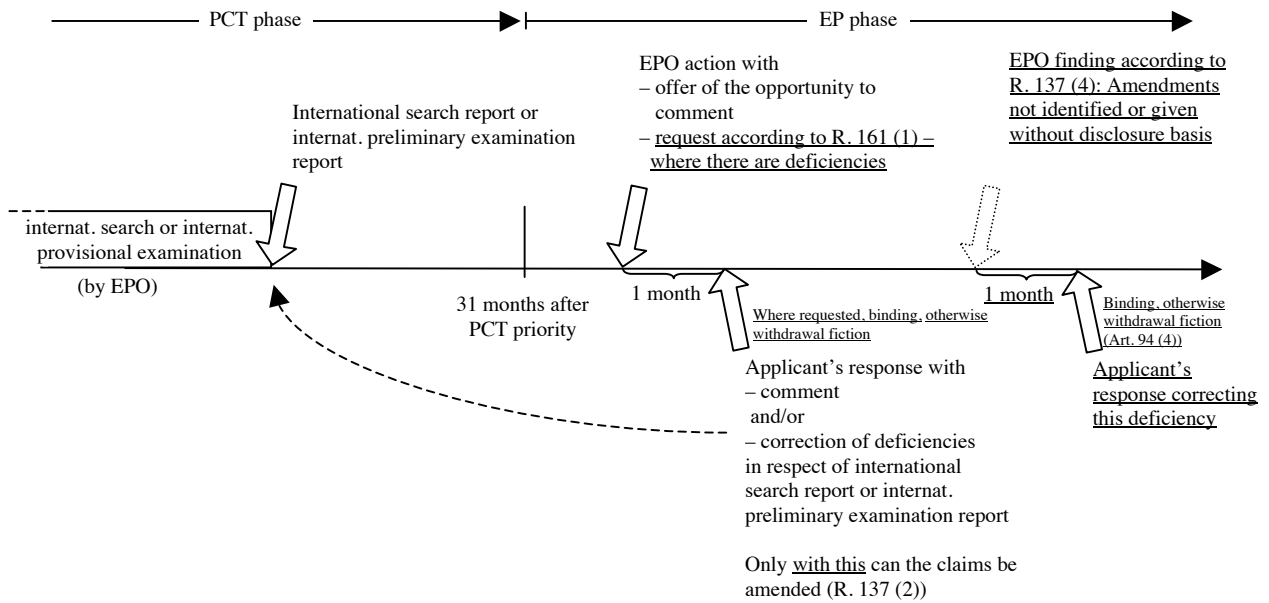 PCT phase
EP phase
EPO action with
– offer of the opportunity to
comment
– request according to R. 161 (1) –
where there are deficiencies
EPO finding according to
R. 137 (4): Amendments
not identified or given
without disclosure basis
International search report or
internat. preliminary examination
report
internat. search or internat.
provisional examination
(by EPO)
31 months after
PCT priority
1 month
Where requested, binding, otherwise
withdrawal fiction
Applicant’s response with
– comment
and/or
– correction of deficiencies
in respect of international
search report or internat.
preliminary examination report
Only with this can the claims be
amended (R. 137 (2))
1 month
Binding, otherwise
withdrawal fiction
(Art. 94 (4))
Applicant’s
response correcting
this deficiency